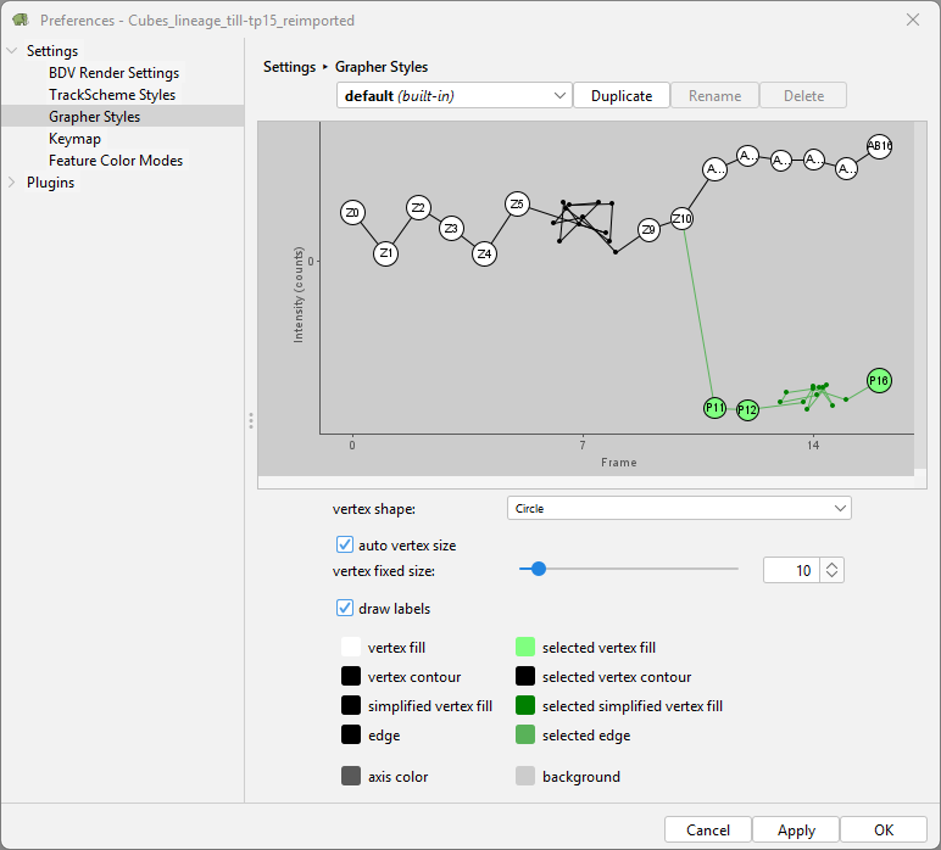 Preferences - Cubes_lineage_till-tp15_reimported
Settings
BDV Render Settings
TrackScheme Styles
Grapher Styles
Keymap
Feature Color Modes
Plugins
Settings ▸ Grapher Styles
default (built-in)
Duplicate
Rename
Delete
Z0
Z1
Z2
Z3
Z4
Z5
Z9
Z10
A...
A...
A...
A...
A...
AB16
P11
P12
P16
Intensity (counts)
0
0
7
14
Frame
vertex shape:
Circle
auto vertex size
vertex fixed size:
10
draw labels
vertex fill
selected vertex fill
vertex contour
selected vertex contour
simplified vertex fill
selected simplified vertex fill
edge
selected edge
axis color
background
Cancel
Apply
OK